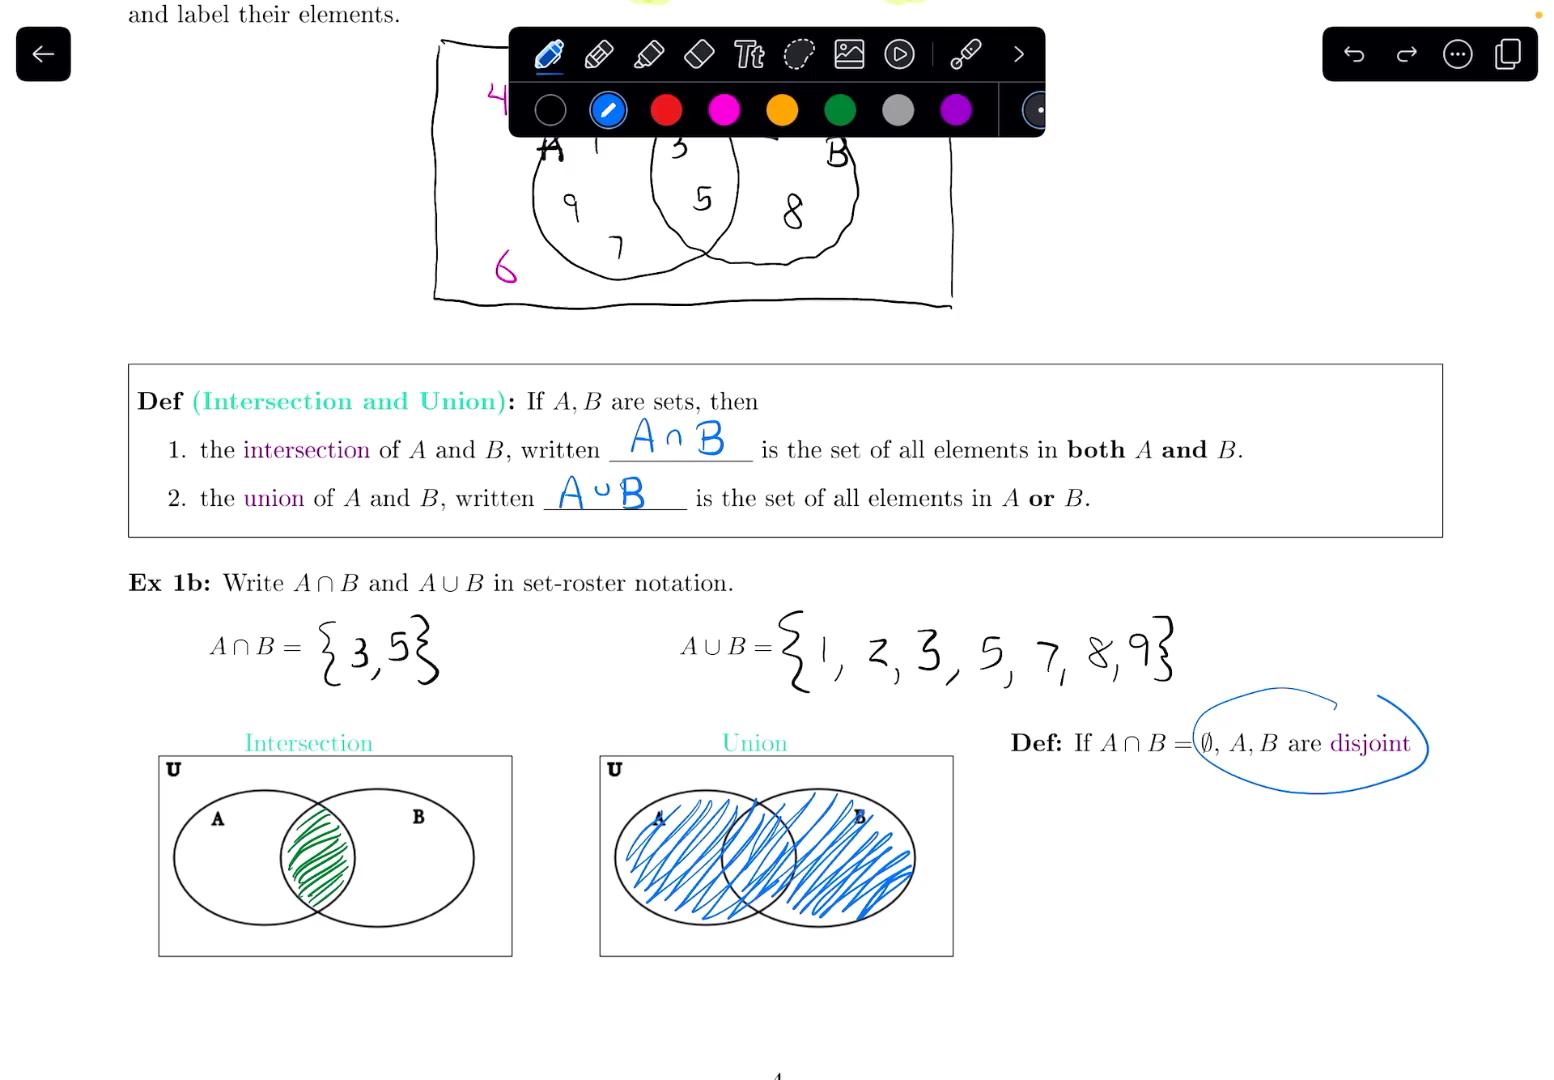 and label their elements.
Tt
4
A 1 3 B
9 5 8
7
6
Def (Intersection and Union): If A, B are sets, then
1. the intersection of A and B, written A ∩ B is the set of all elements in both A and B.
2. the union of A and B, written A ∪ B is the set of all elements in A or B.
Ex 1b: Write A ∩ B and A ∪ B in set-roster notation.
A ∩ B = {3,5}
A ∪ B = {1, 2, 3, 5, 7, 8, 9}
Intersection
Union
Def: If A ∩ B = ∅, A, B are disjoint
U
A B
U
A B